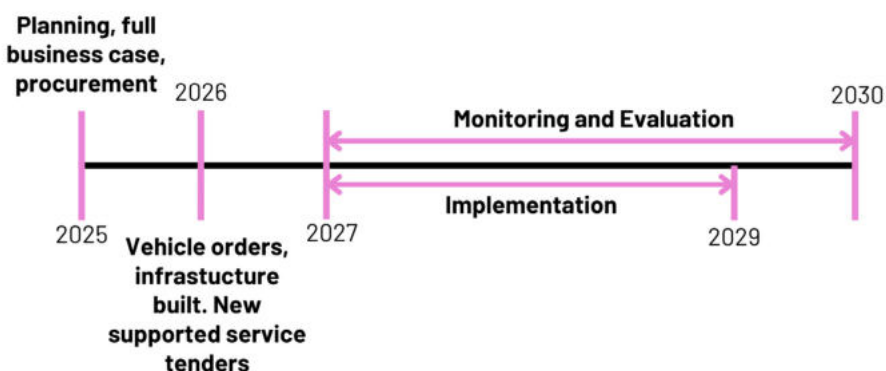 Planning, full
business case,
procurement
2026
2030
Monitoring and Evaluation
Implementation
2025
2027
2029
Vehicle orders,
infrastucture
built. New
supported service
tenders